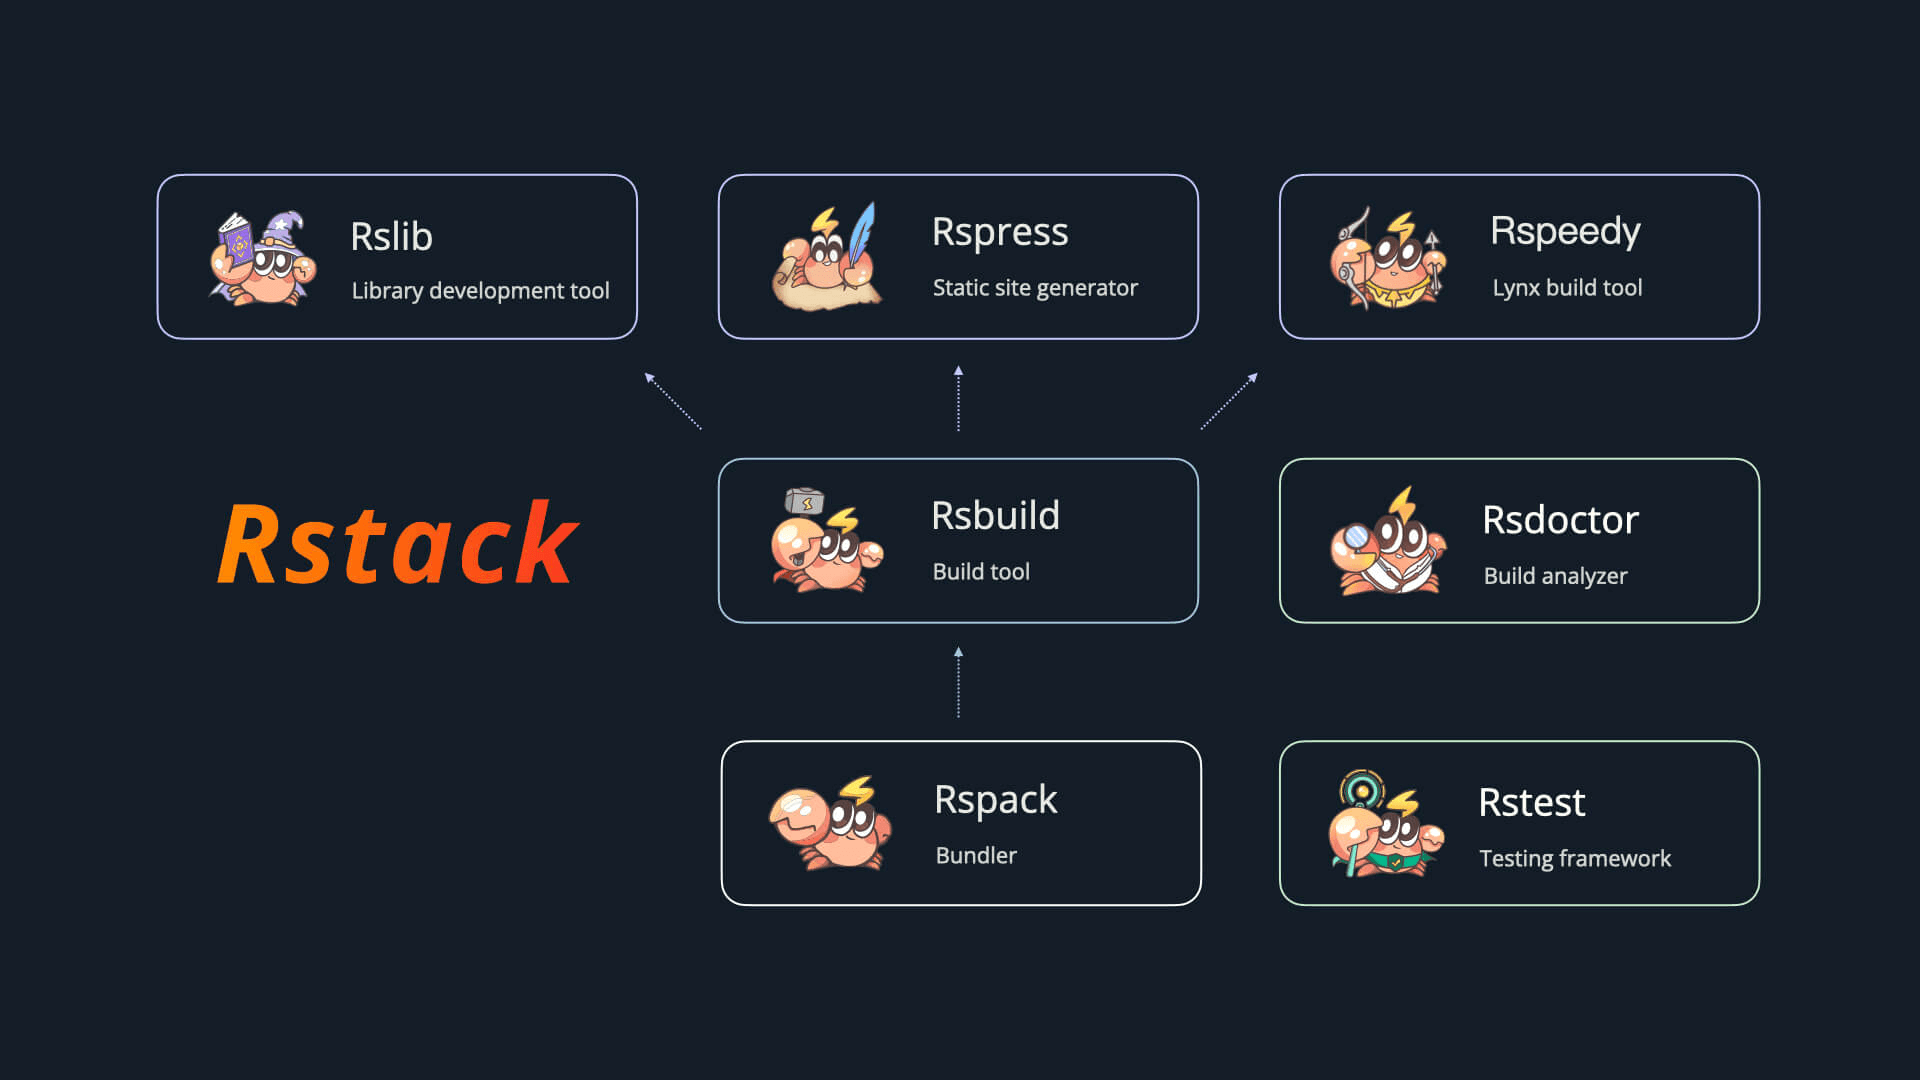 Rslib
Library development tool
Rspress
Static site generator
Rspeedy
Lynx build tool
Rstack
Rsbuild
Build tool
Rsdoctor
Build analyzer
Rspack
Bundler
Rstest
Testing framework